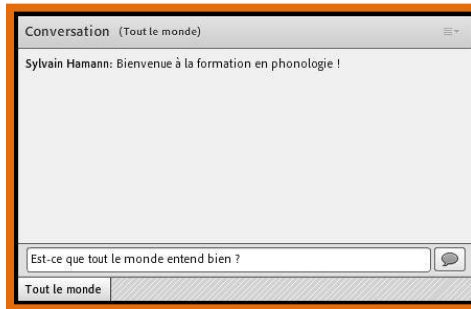 Conversation (Tout le monde)
Sylvain Hamann: Bienvenue à la formation en phonologie !
Est-ce que tout le monde entend bien ?
Tout le monde